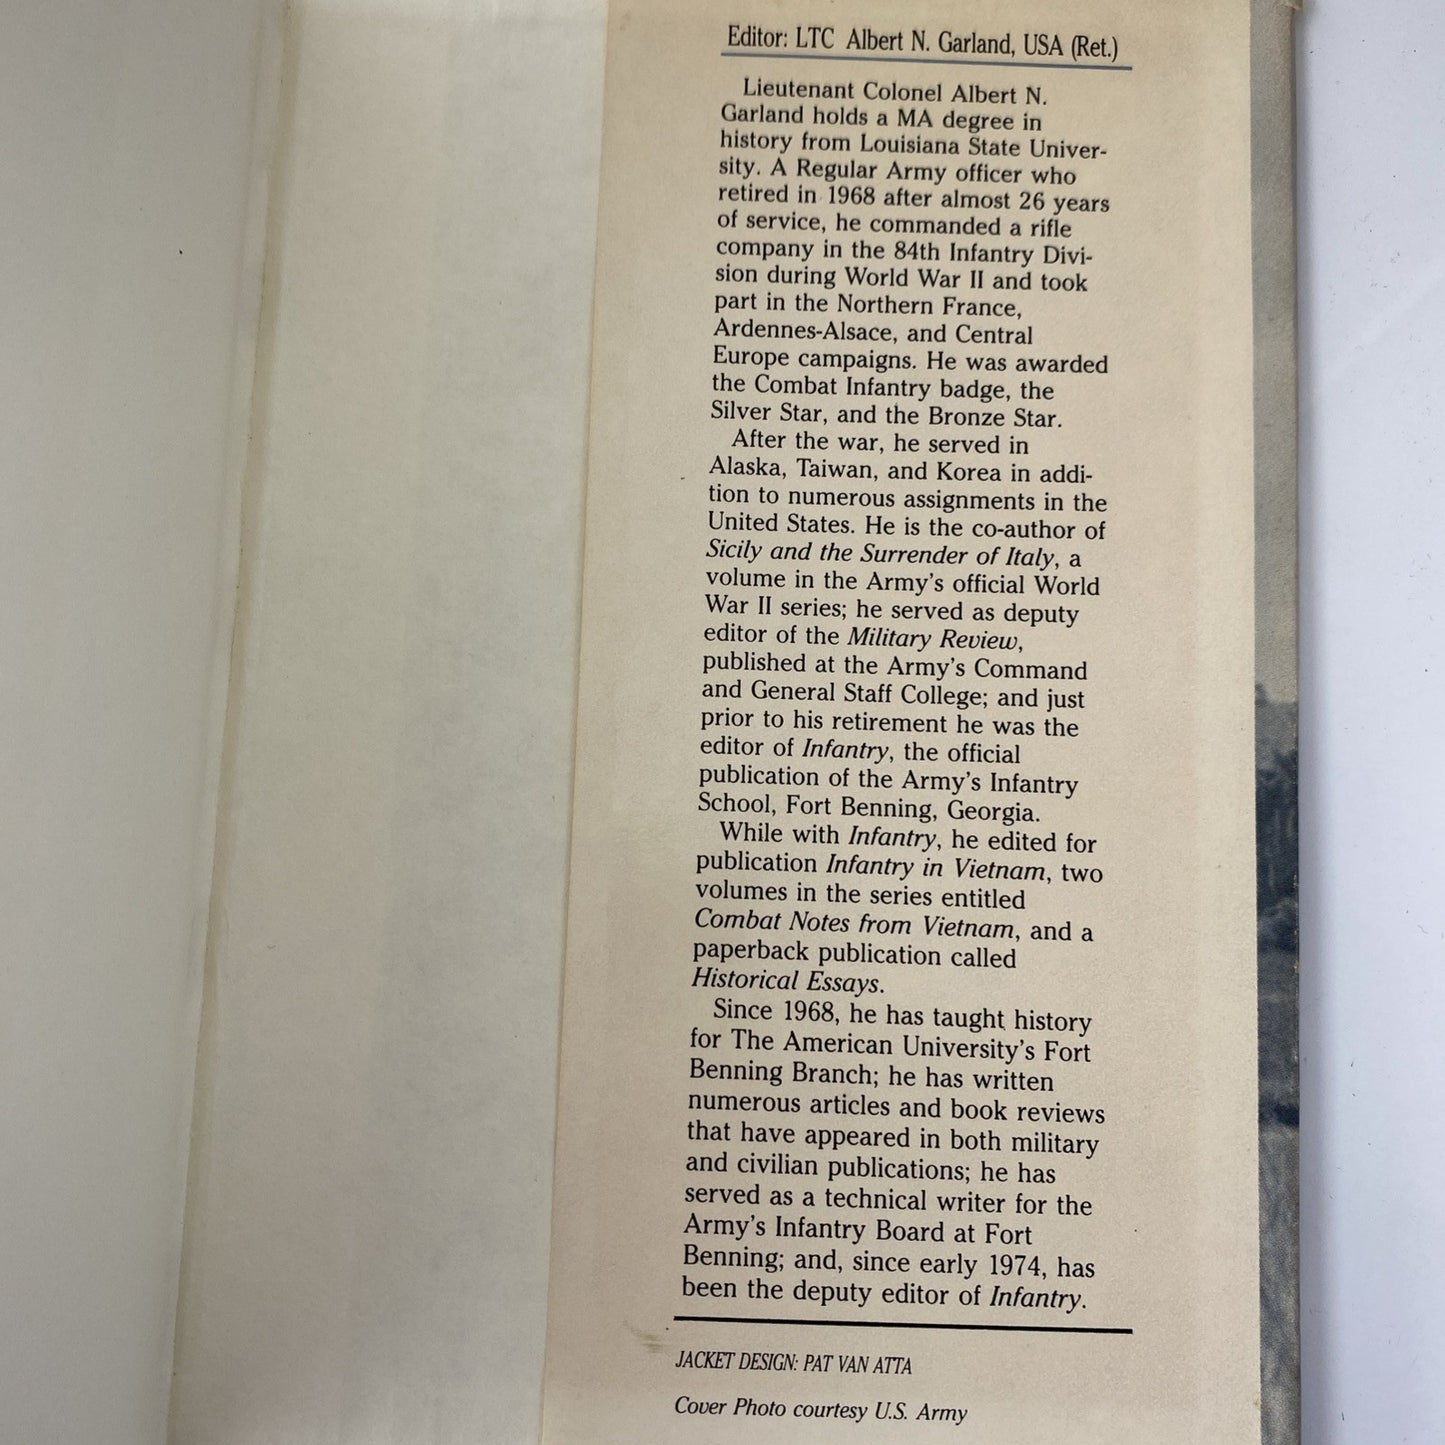 Editor: LTC Albert N. Garland, USA (Ret.)
Lieutenant Colonel Albert N.
Garland holds a MA degree in
history from Louisiana State Univer-
sity. A Regular Army officer who
retired in 1968 after almost 26 years
of service, he commanded a rifle
company in the 84th Infantry Divi-
sion during World War II and took
part in the Northern France,
Ardennes-Alsace, and Central
Europe campaigns. He was awarded
the Combat Infantry badge, the
Silver Star, and the Bronze Star.
After the war, he served in
Alaska, Taiwan, and Korea in addi-
tion to numerous assignments in the
United States. He is the co-author of
Sicily and the Surrender of Italy, a
volume in the Army's official World
War II series; he served as deputy
editor of the Military Review,
published at the Army's Command
and General Staff College; and just
prior to his retirement he was the
editor of Infantry, the official
publication of the Army's Infantry
School, Fort Benning, Georgia.
While with Infantry, he edited for
publication Infantry in Vietnam, two
volumes in the series entitled
Combat Notes from Vietnam, and a
paperback publication called
Historical Essays.
Since 1968, he has taught history
for The American University's Fort
Benning Branch; he has written
numerous articles and book reviews
that have appeared in both military
and civilian publications; he has
served as a technical writer for the
Army's Infantry Board at Fort
Benning; and, since early 1974, has
been the deputy editor of Infantry.
JACKET DESIGN: PAT VAN ATTA
Cover Photo courtesy U.S. Army